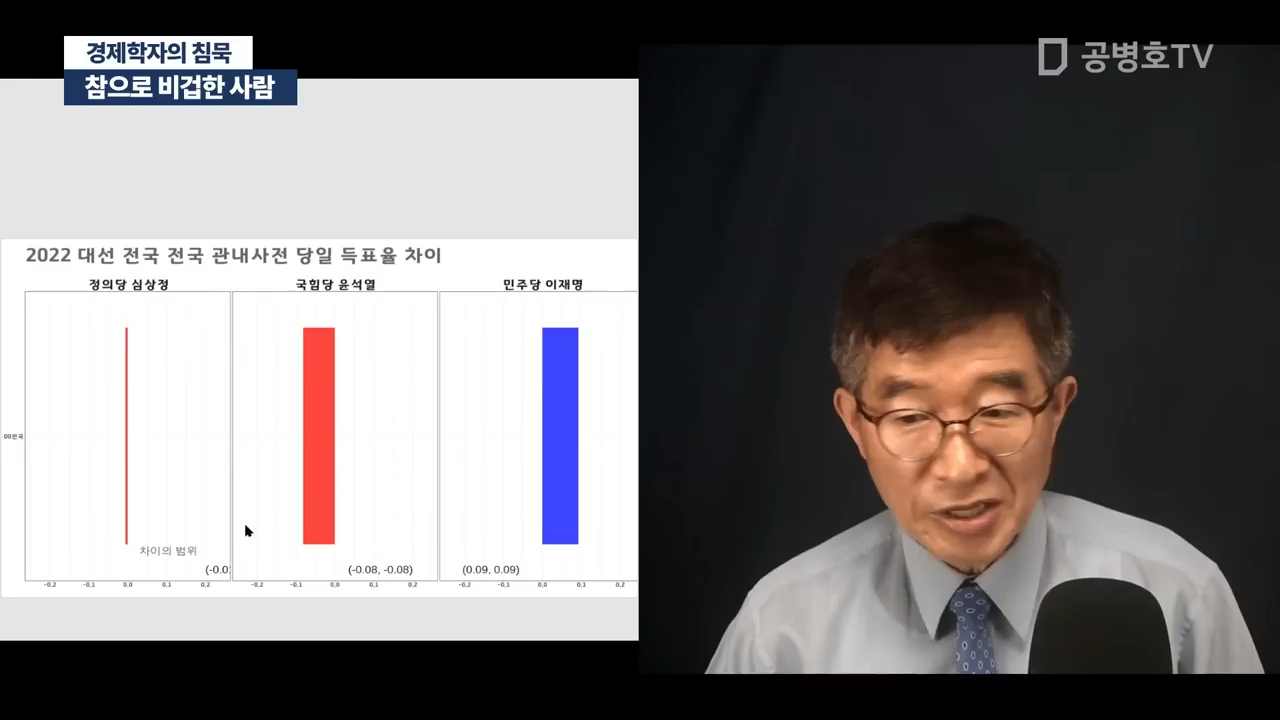 경제학자의 침묵
참으로 비겁한 사람
공병호TV
2022 대선 전국 전국 관내사전 당일 득표율 차이
정의당 심상정
국힘당 윤석열
민주당 이재명
00전국
차이의 범위
(-0.0
(-0.08, -0.08)
(0.09, 0.09)
-0.2 -0.1 0.0 0.1 0.2
-0.2 -0.1 0.0 0.1 0.2
-0.2 -0.1 0.0 0.1 0.2